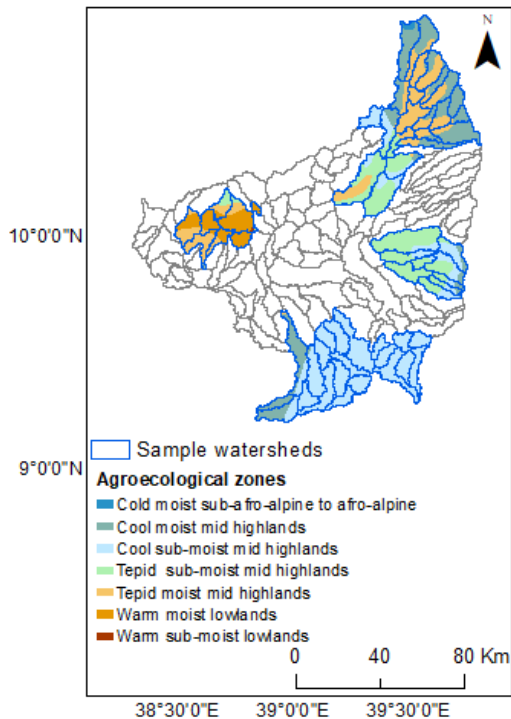 N
10°0'0"N
Sample watersheds
9°0'0"N
Agroecological zones
Cold moist sub-afro-alpine to afro-alpine
Cool moist mid highlands
Cool sub-moist mid highlands
Tepid sub-moist mid highlands
Tepid moist mid highlands
Warm moist lowlands
Warm sub-moist lowlands
0 40 80 Km
38°30'0"E 39°0'0"E 39°30'0"E